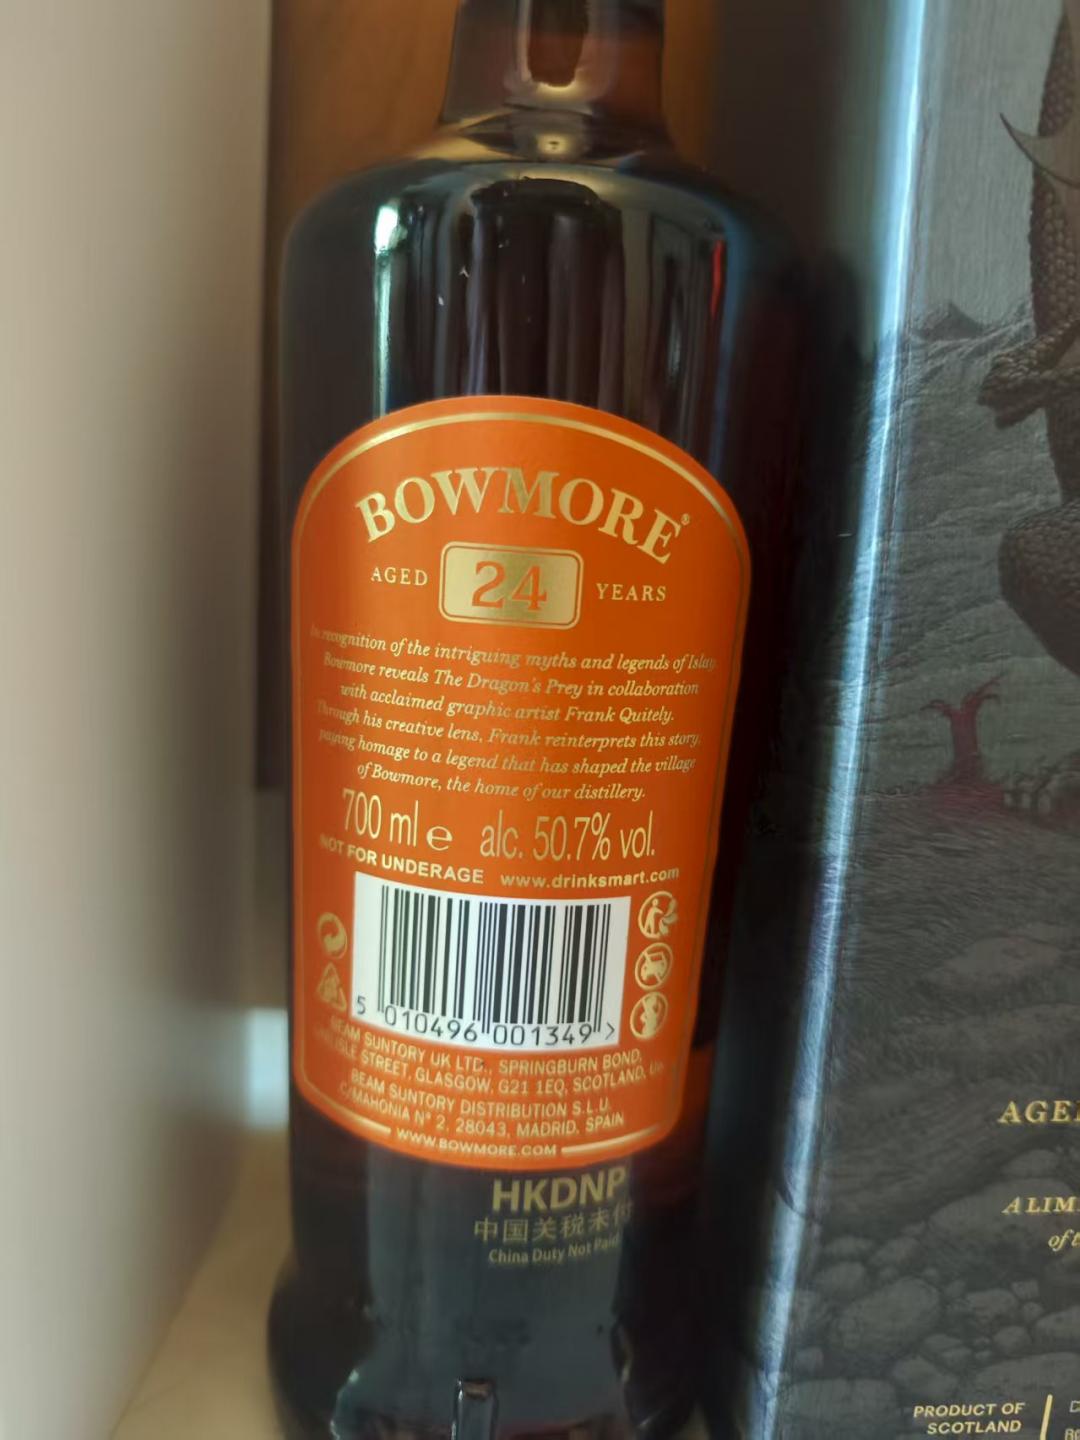 BOWMORE®
AGED 24 YEARS
In recognition of the intriguing myths and legends of Islay
Bowmore reveals The Dragon's Prey in collaboration
with acclaimed graphic artist Frank Quitely.
Through his creative lens, Frank reinterprets this story,
paying homage to a legend that has shaped the village
of Bowmore, the home of our distillery.
700 ml e alc. 50.7% vol.
NOT FOR UNDERAGE www.drinksmart.com
5 010496 001349 >
BEAM SUNTORY UK LTD., SPRINGBURN BOND,
STREET, GLASGOW, G21 1EQ, SCOTLAND,
BEAM SUNTORY DISTRIBUTION S.L.U.
C/MAHONIA N° 2, 28043, MADRID, SPAIN
WWW.BOWMORE.COM
HKDNP
中国关税未付
China Duty Not Paid
AGE
A LIM
of
PRODUCT OF
SCOTLAND